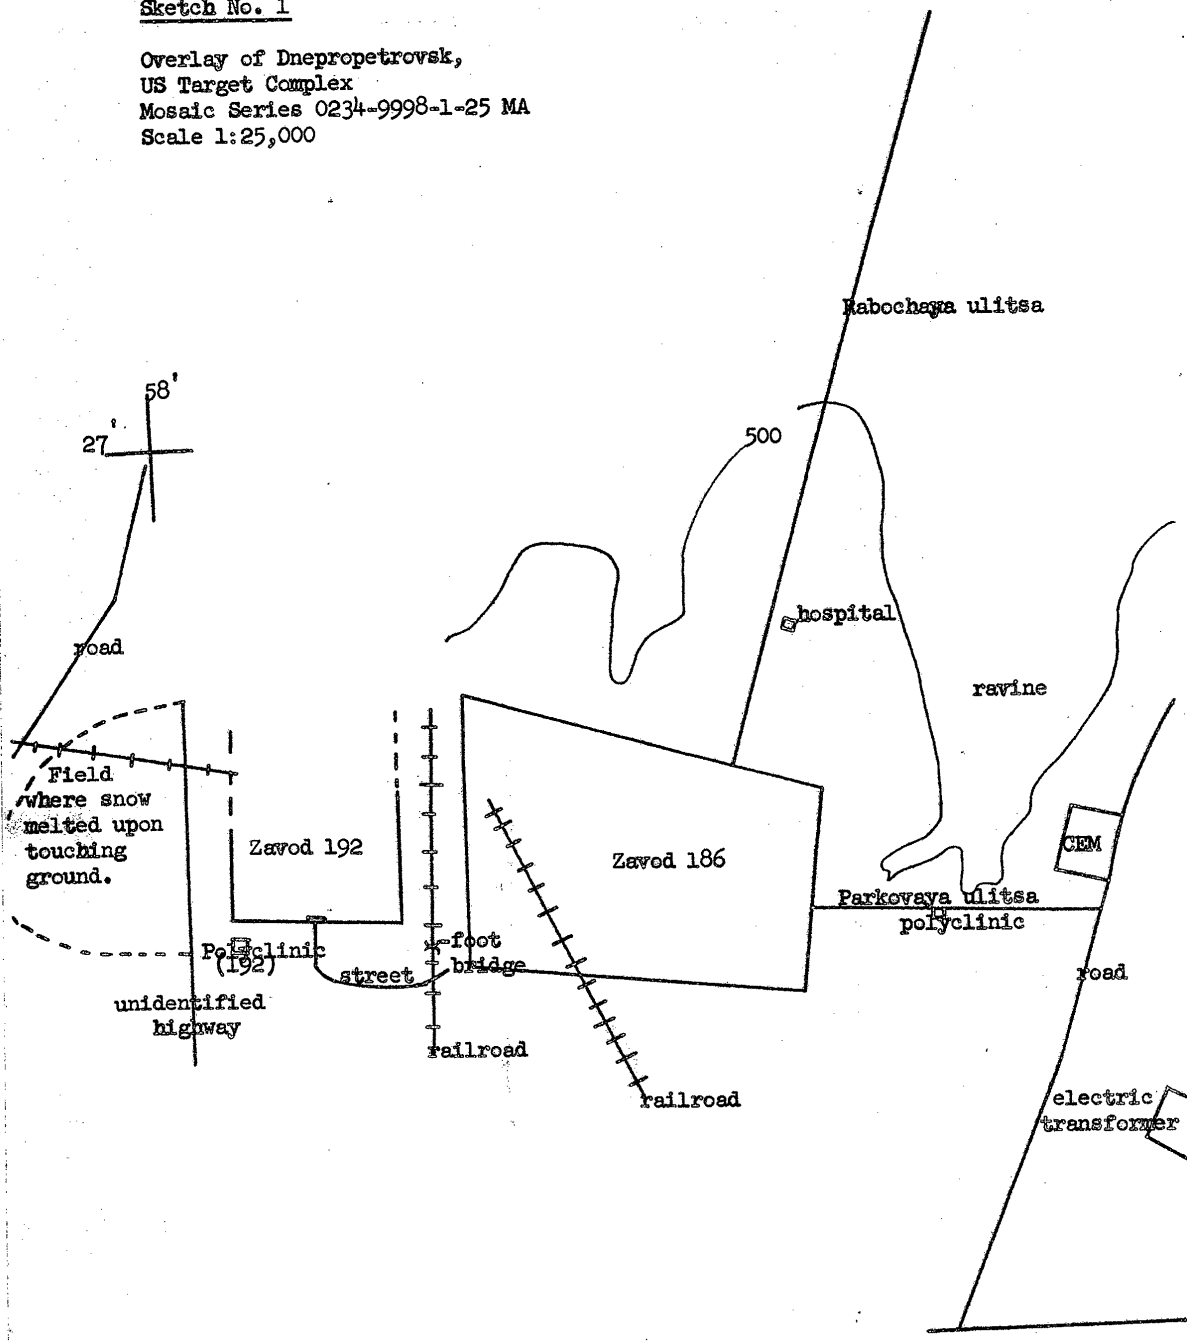 Sketch No. 1
Overlay of Dnepropetrovsk,
US Target Complex
Mosaic Series 0234-9998-1-25 MA
Scale 1:25,000
Rabochaya ulitsa
58'
27'
500
hospital
road
ravine
Field
where snow
melted upon
touching
ground.
Zavod 192
Zavod 186
CEM
Parkovaya ulitsa
polyclinic
Polyclinic
(192)
foot
bridge
street
road
unidentified
highway
railroad
railroad
electric
transformer